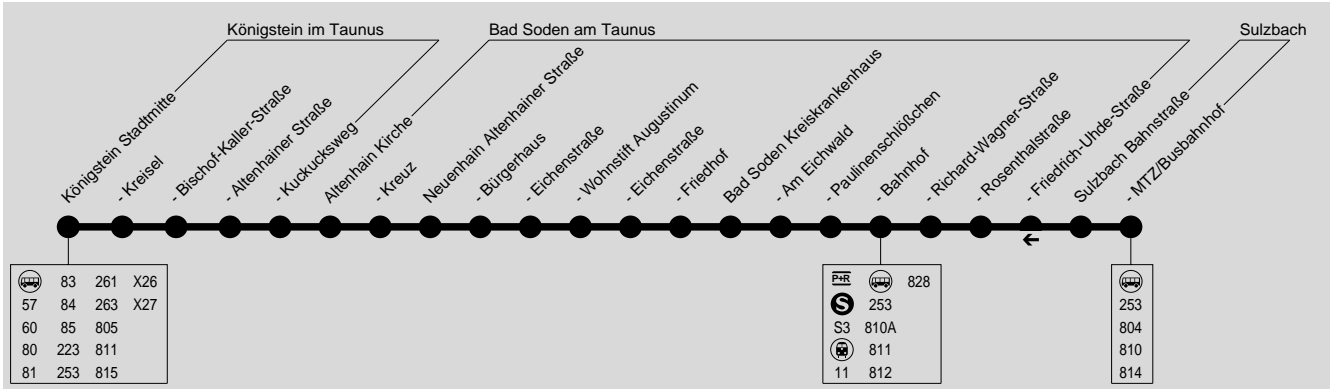 Königstein im Taunus
Bad Soden am Taunus
Sulzbach
Königstein Stadtmitte
- Kreisel
- Bischof-Kaller-Straße
- Altenhainer Straße
- Kuckucksweg
Altenhain Kirche
- Kreuz
Neuenhain Altenhainer Straße
- Bürgerhaus
- Eichenstraße
- Wohnstift Augustinum
- Eichenstraße
- Friedhof
Bad Soden Kreiskrankenhaus
- Am Eichwald
- Paulinenschlößchen
- Bahnhof
- Richard-Wagner-Straße
- Rosenthalstraße
- Friedrich-Uhde-Straße
Sulzbach Bahnstraße
- MTZ/Busbahnhof
83 261 X26
57 84 263 X27
60 85 805
80 223 811
81 253 815
P+R 828
S 253
S3 810A
811
11 812
253
804
810
814